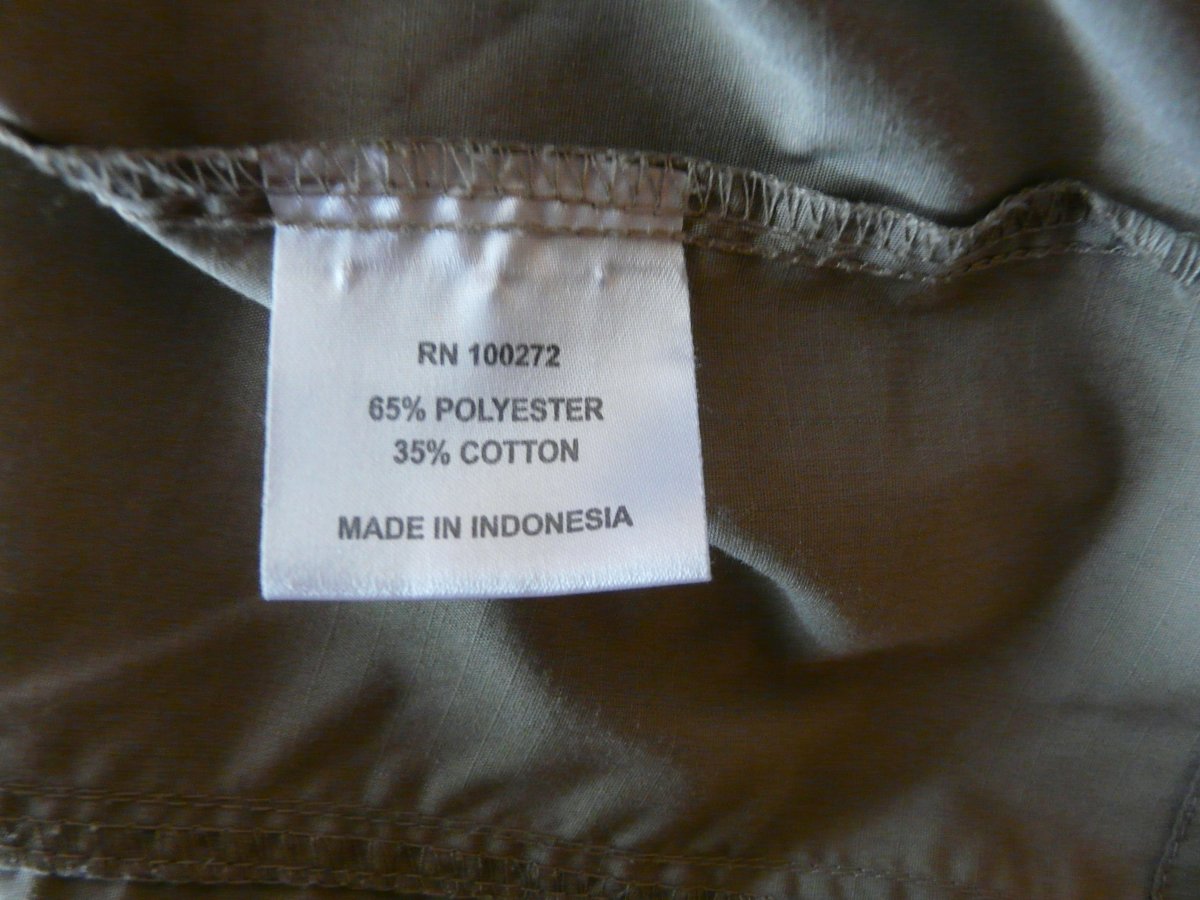 RN 100272
65% POLYESTER
35% COTTON
MADE IN INDONESIA